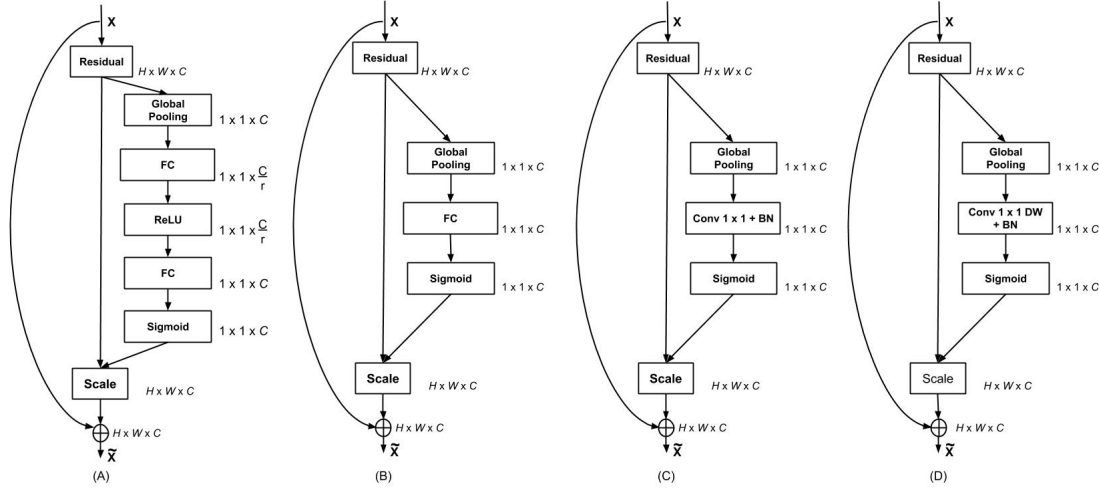 X
Residual
H x W x C
Global
Pooling
1 x 1 x C
FC
1 x 1 x C
r
ReLU
1 x 1 x C
r
FC
1 x 1 x C
Sigmoid
1 x 1 x C
Scale
H x W x C
H x W x C
X̃
(A)
X
Residual
H x W x C
Global
Pooling
1 x 1 x C
FC
1 x 1 x C
Sigmoid
1 x 1 x C
Scale
H x W x C
H x W x C
X̃
(B)
X
Residual
H x W x C
Global
Pooling
1 x 1 x C
Conv 1 x 1 + BN
1 x 1 x C
Sigmoid
1 x 1 x C
Scale
H x W x C
H x W x C
X̃
(C)
X
Residual
H x W x C
Global
Pooling
1 x 1 x C
Conv 1 x 1 DW
+ BN
1 x 1 x C
Sigmoid
1 x 1 x C
Scale
H x W x C
H x W x C
X̃
(D)